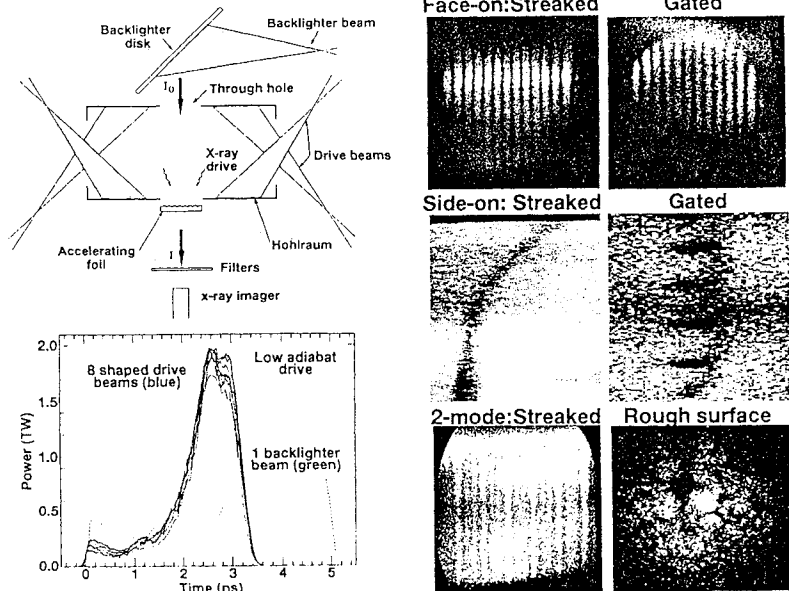 Backlighter disk
Backlighter beam
I₀
Through hole
X-ray drive
Drive beams
Accelerating foil
I
Hohlraum
Filters
x-ray imager
Power (TW)
2.0
1.5
1.0
0.5
0.0
8 shaped drive beams (blue)
Low adiabat drive
1 backlighter beam (green)
0 1 2 3 4 5
Time (ps)
Face-on:Streaked
Gated
Side-on: Streaked
Gated
2-mode:Streaked
Rough surface